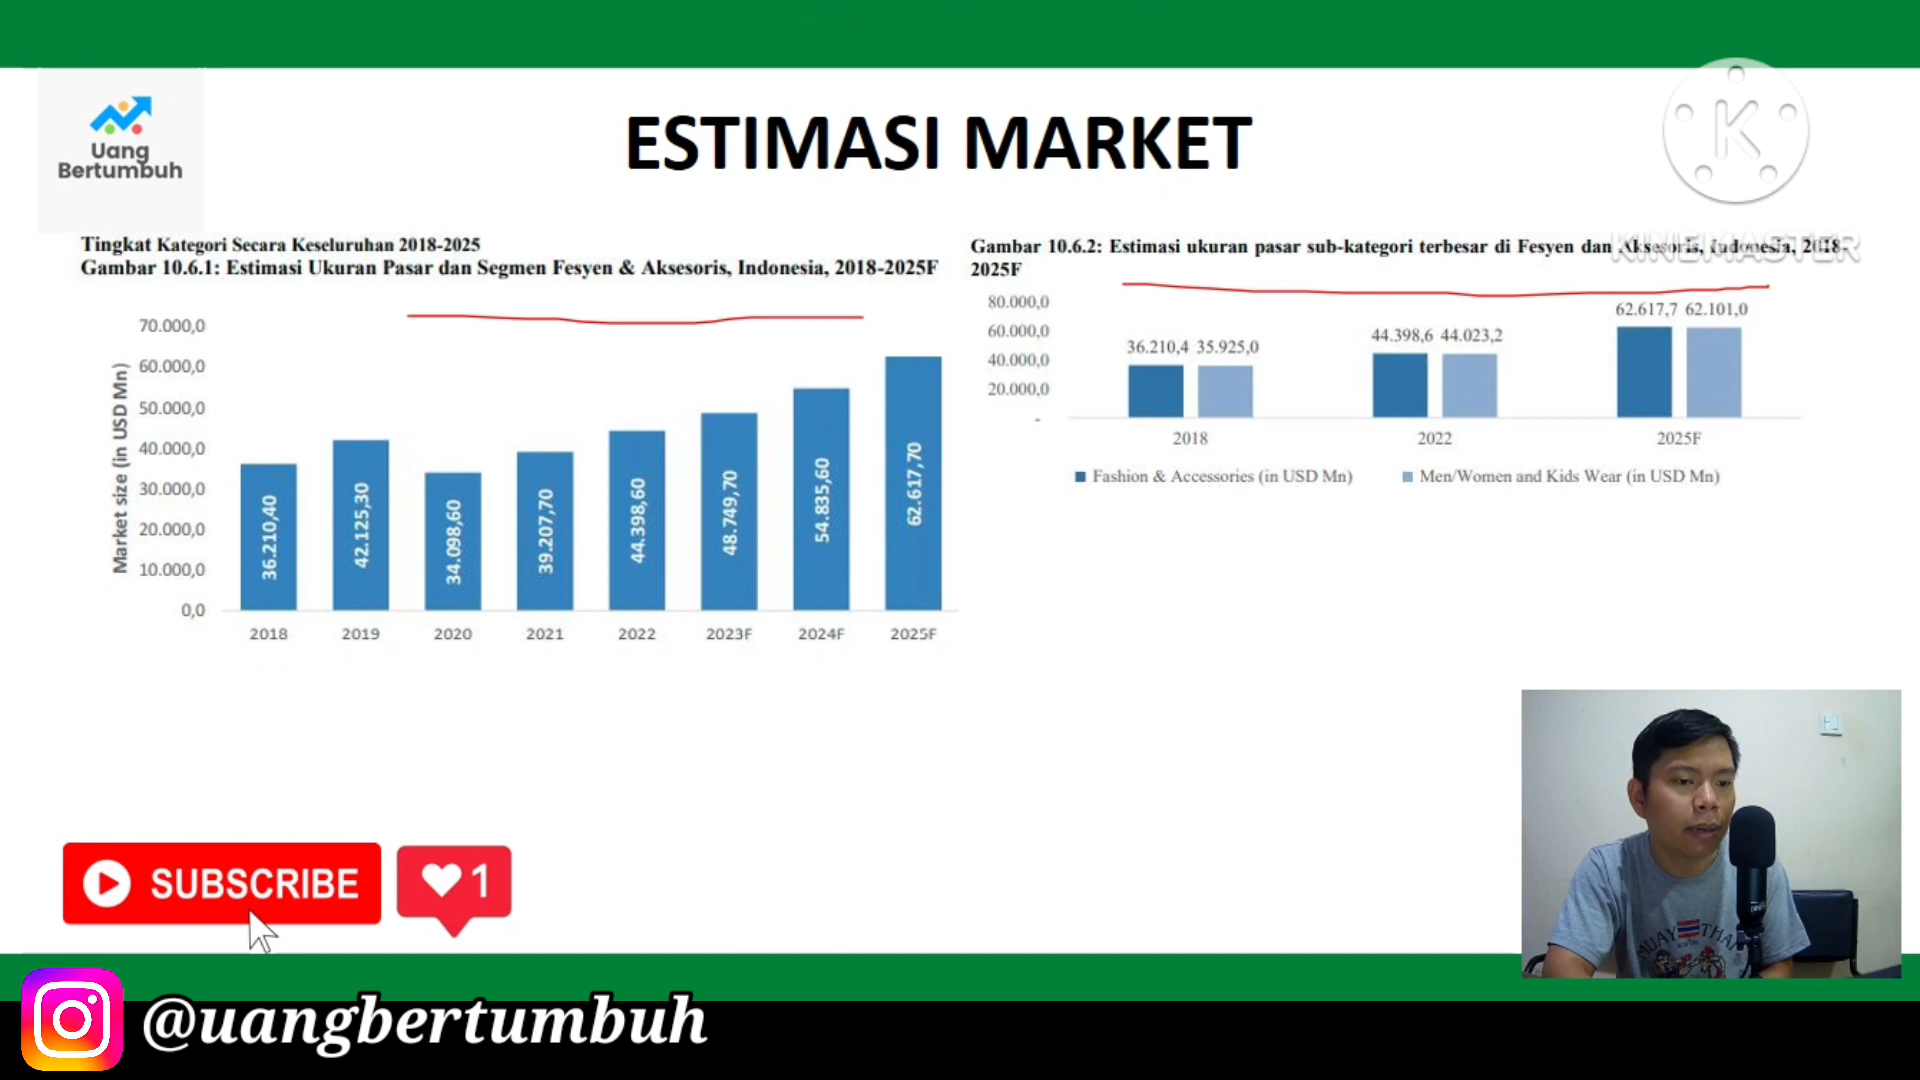 Uang
Bertumbuh
ESTIMASI MARKET
KINEMASTER
Tingkat Kategori Secara Keseluruhan 2018-2025
Gambar 10.6.1: Estimasi Ukuran Pasar dan Segmen Fesyen & Aksesoris, Indonesia, 2018-2025F
Market size (in USD Mn)
70.000,0
60.000,0
50.000,0
40.000,0
30.000,0
20.000,0
10.000,0
0,0
36.210,40
42.125,30
34.098,60
39.207,70
44.398,60
48.749,70
54.835,60
62.617,70
2018 2019 2020 2021 2022 2023F 2024F 2025F
Gambar 10.6.2: Estimasi ukuran pasar sub-kategori terbesar di Fesyen dan Aksesoris, Indonesia, 2018-
2025F
80.000,0
60.000,0
40.000,0
20.000,0
-
36.210,4 35.925,0
44.398,6 44.023,2
62.617,7 62.101,0
2018 2022 2025F
Fashion & Accessories (in USD Mn) Men/Women and Kids Wear (in USD Mn)
SUBSCRIBE
1
MUAY THAI
@uangbertumbuh